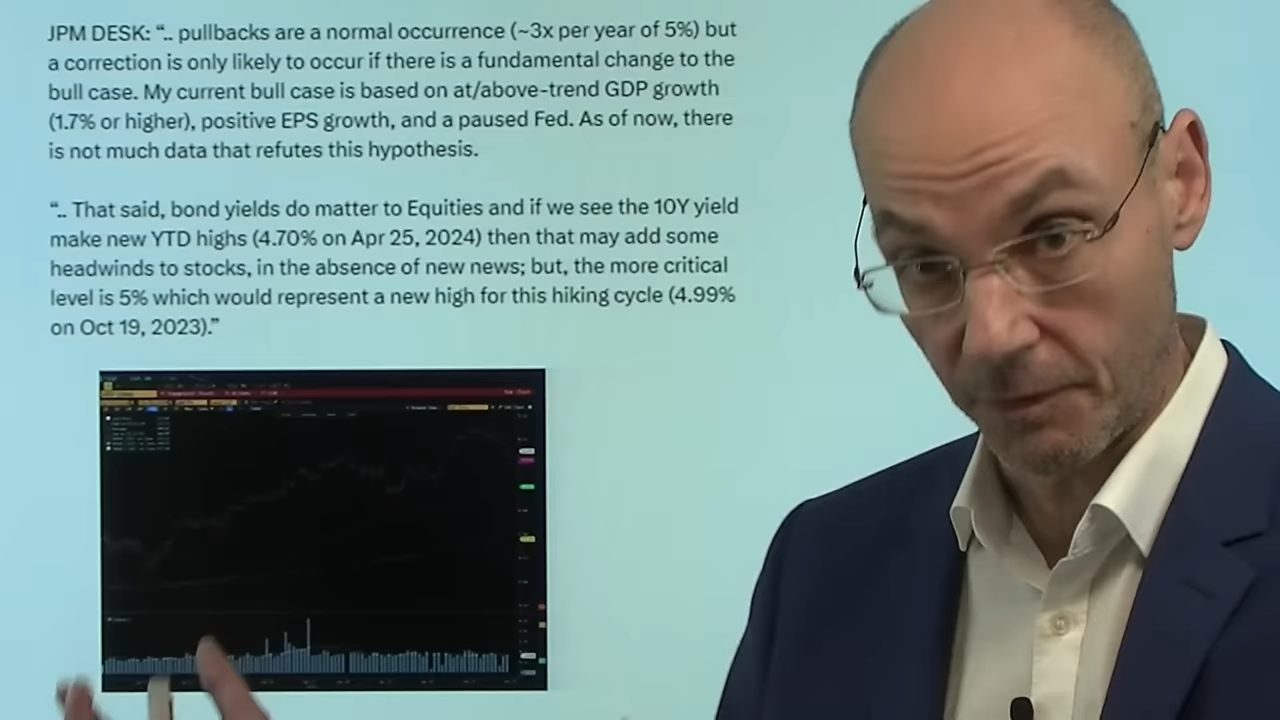 JPM DESK: “.. pullbacks are a normal occurrence (~3x per year of 5%) but
a correction is only likely to occur if there is a fundamental change to the
bull case. My current bull case is based on at/above-trend GDP growth
(1.7% or higher), positive EPS growth, and a paused Fed. As of now, there
is not much data that refutes this hypothesis.
“.. That said, bond yields do matter to Equities and if we see the 10Y yield
make new YTD highs (4.70% on Apr 25, 2024) then that may add some
headwinds to stocks, in the absence of new news; but, the more critical
level is 5% which would represent a new high for this hiking cycle (4.99%
on Oct 19, 2023).”